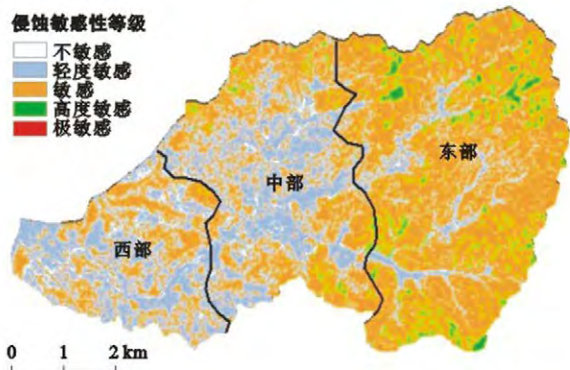 侵蚀敏感性等级
不敏感
轻度敏感
敏感
高度敏感
极敏感
东部
中部
西部
0 1 2 km